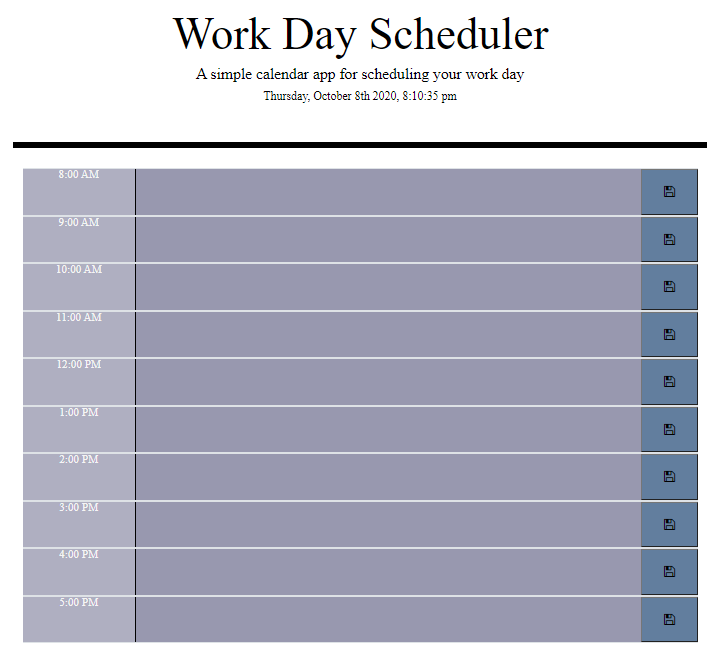 Work Day Scheduler
A simple calendar app for scheduling your work day
Thursday, October 8th 2020, 8:10:35 pm
8:00 AM
9:00 AM
10:00 AM
11:00 AM
12:00 PM
1:00 PM
2:00 PM
3:00 PM
4:00 PM
5:00 PM